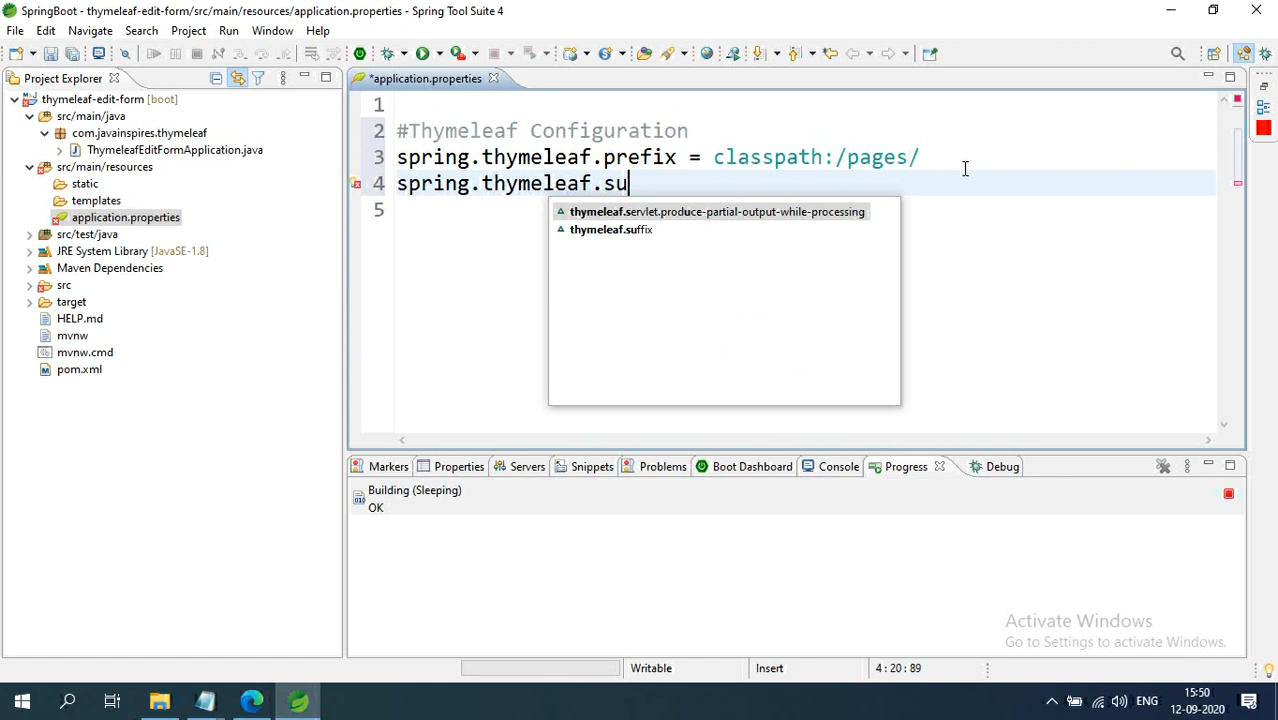 SpringBoot - thymeleaf-edit-form/src/main/resources/application.properties - Spring Tool Suite 4
File Edit Navigate Search Project Run Window Help
Project Explorer
*application.properties
thymeleaf-edit-form [boot]
src/main/java
com.javainspires.thymeleaf
ThymeleafEditFormApplication.java
src/main/resources
static
templates
application.properties
src/test/java
JRE System Library [JavaSE-1.8]
Maven Dependencies
src
target
HELP.md
mvnw
mvnw.cmd
pom.xml
1
2 #Thymeleaf Configuration
3 spring.thymeleaf.prefix = classpath:/pages/
4 spring.thymeleaf.su
5
thymeleaf.servlet.produce-partial-output-while-processing
thymeleaf.suffix
Markers Properties Servers Snippets Problems Boot Dashboard Console Progress Debug
Building (Sleeping)
OK
Activate Windows
Go to Settings to activate Windows.
Writable Insert 4 : 20 : 89
ENG
15:50
12-09-2020